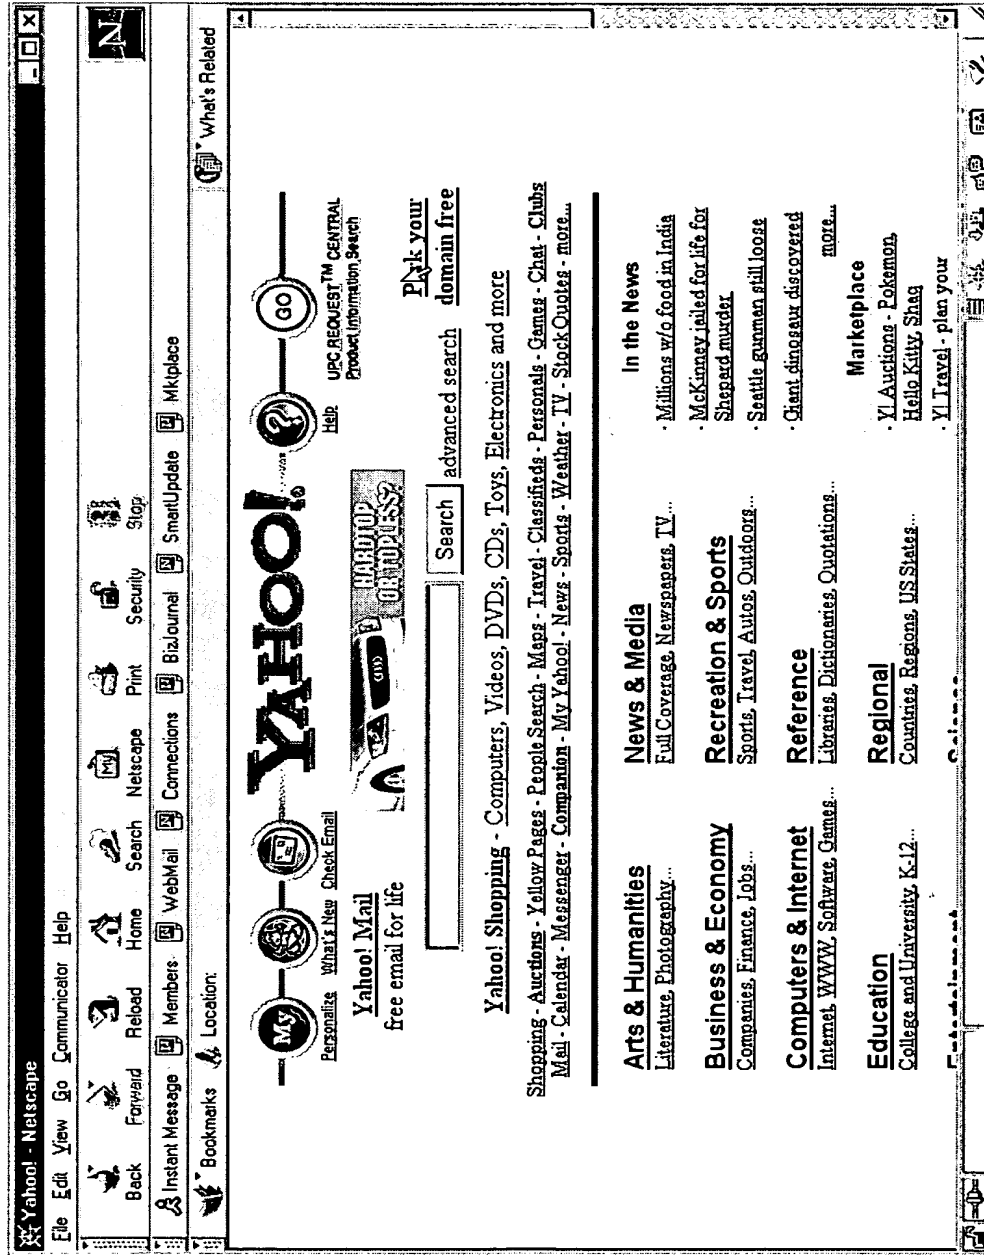 Yahoo! - Netscape
File Edit View Go Communicator Help
Back Forward Reload Home Search Netscape Print Security Stop
My
N
Instant Message Members WebMail Connections BizJournal SmartUpdate Mktplace
Bookmarks Location: What's Related
My YAHOO! ? GO
Personalize What's New Check Email Help UPC REQUEST™ CENTRAL
Product Information Search
Yahoo! Mail
free email for life
HARDTOP
OR TOPLESS?
your
domain free
Search advanced search
Yahoo! Shopping - Computers, Videos, DVDs, CDs, Toys, Electronics and more
Shopping - Auctions - Yellow Pages - People Search - Maps - Travel - Classifieds - Personals - Games - Chat - Clubs
Mail - Calendar - Messenger - Companion - My Yahoo! - News - Sports - Weather - TV - Stock Quotes - more...
Arts & Humanities
Literature, Photography...
Business & Economy
Companies, Finance, Jobs...
Computers & Internet
Internet, WWW, Software, Games...
Education
College and University, K-12...
News & Media
Full Coverage, Newspapers, TV...
Recreation & Sports
Sports, Travel, Autos, Outdoors...
Reference
Libraries, Dictionaries, Quotations...
Regional
Countries, Regions, US States...
In the News
· Millions w/o food in India
· McKinney jailed for life for
Shepard murder
· Seattle gunman still loose
· Giant dinosaur discovered
more...
Marketplace
· Y! Auctions - Pokemon,
Hello Kitty, Shaq
· Y! Travel - plan your